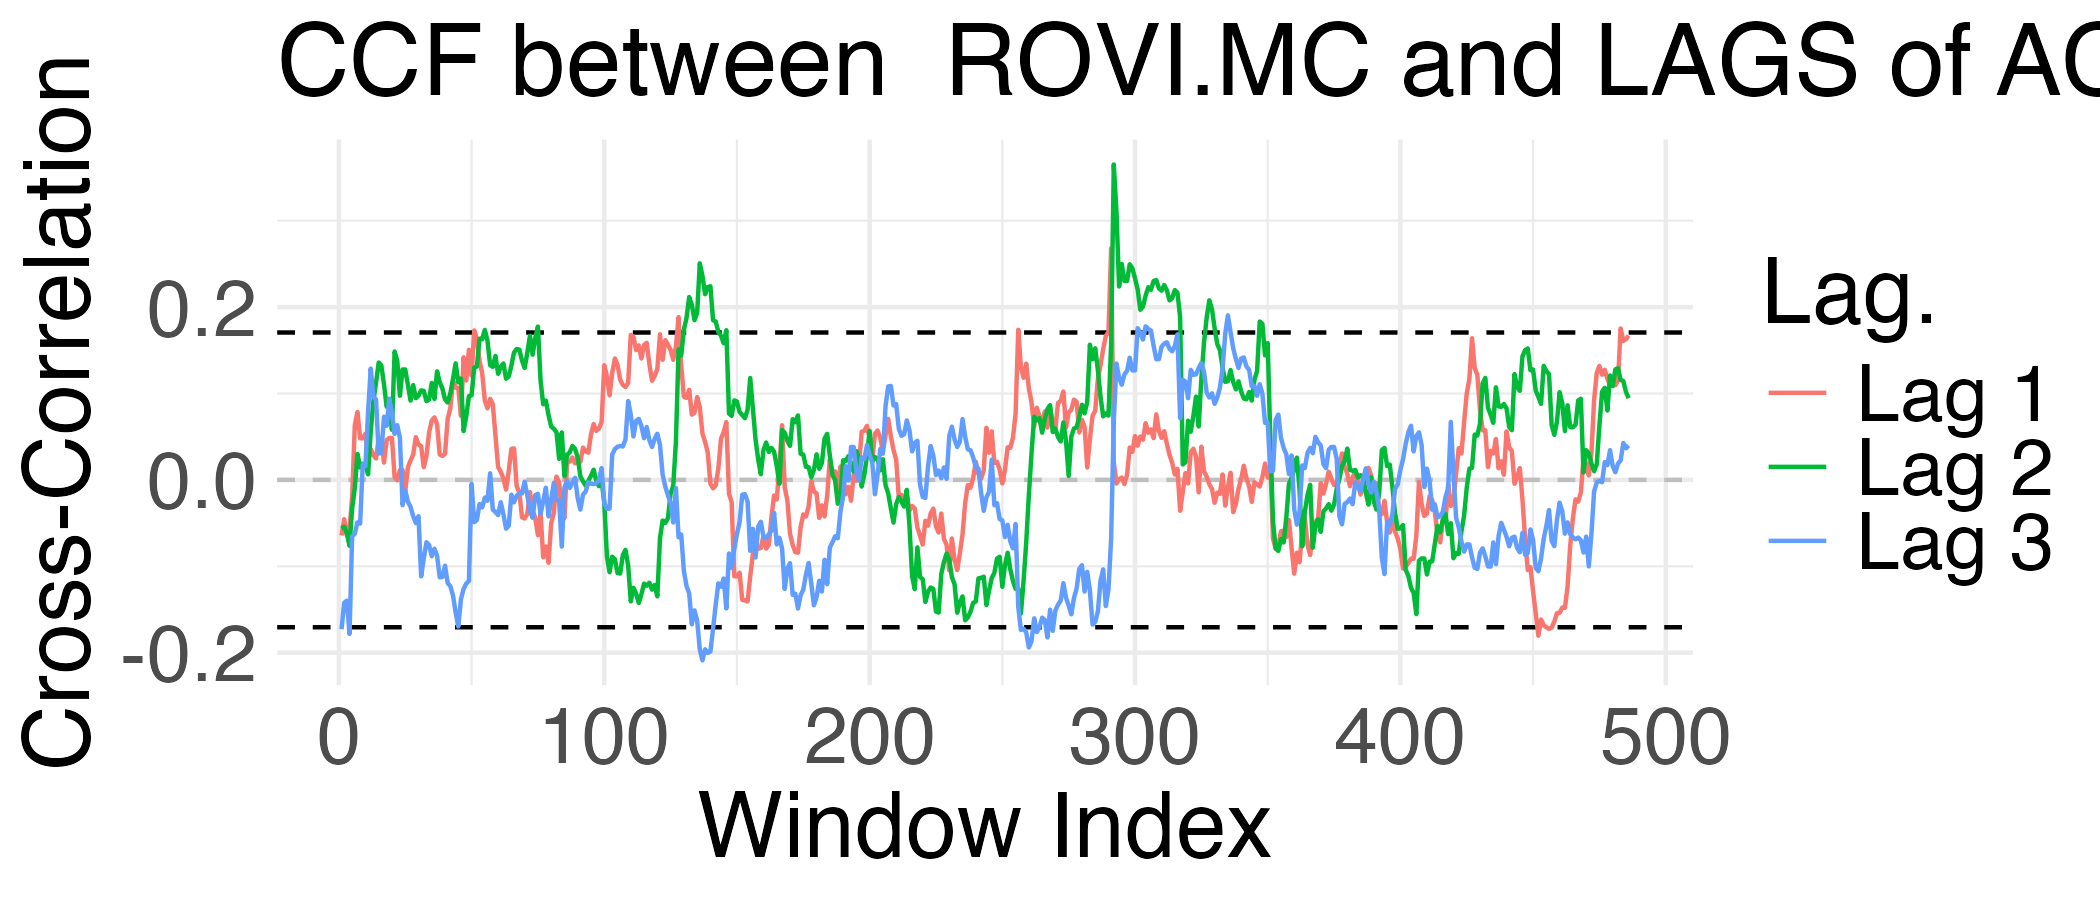 CCF between ROVI.MC and LAGS of AC
Cross-Correlation
0.2
0.0
-0.2
0
100
200
300
400
500
Window Index
Lag.
Lag 1
Lag 2
Lag 3